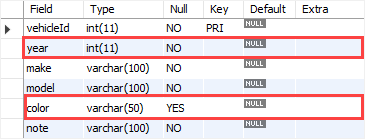 Field Type Null Key Default Extra
vehicleId int(11) NO PRI NULL
year int(11) NO NULL
make varchar(100) NO NULL
model varchar(100) NO NULL
color varchar(50) YES NULL
note varchar(100) NO NULL